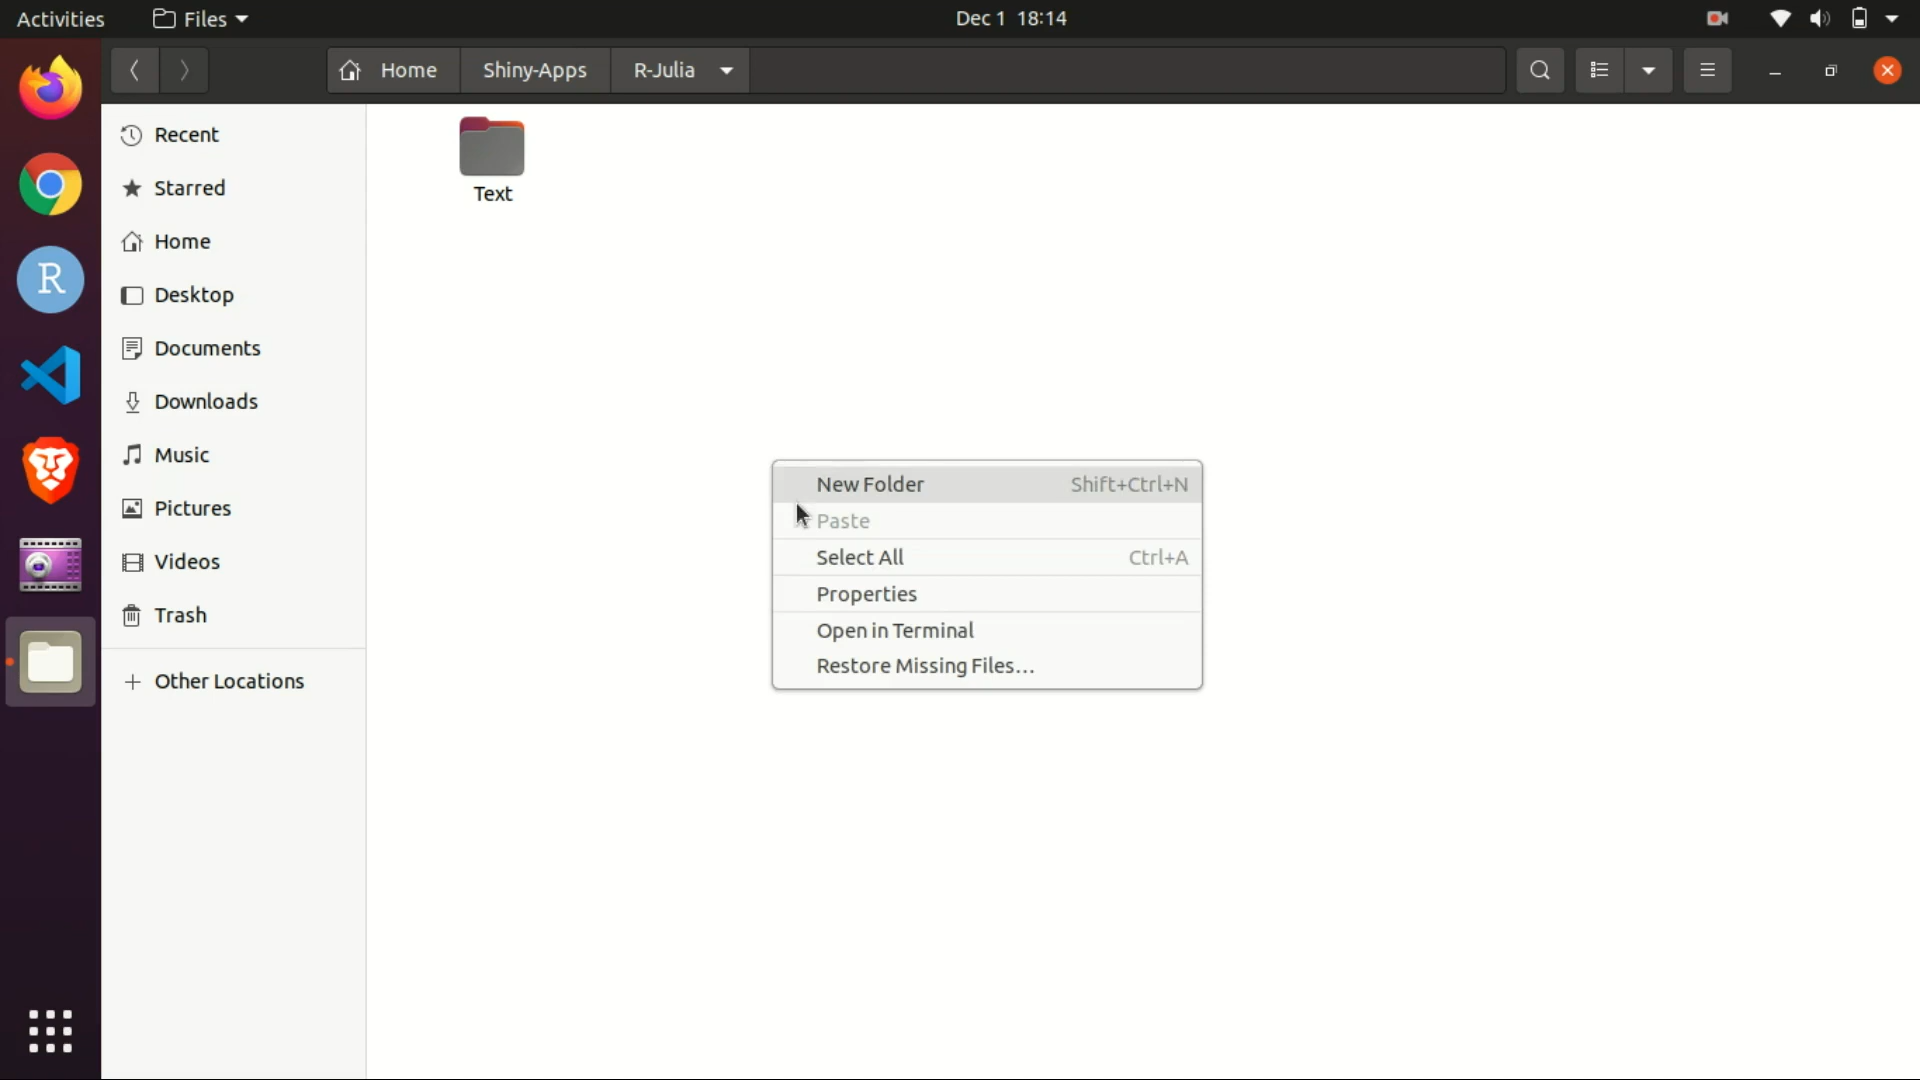 Activities Files Dec 1 18:14
Home Shiny-Apps R-Julia
Recent
Starred
Home
Desktop
Documents
Downloads
Music
Pictures
Videos
Trash
+ Other Locations
Text
New Folder Shift+Ctrl+N
Paste
Select All Ctrl+A
Properties
Open in Terminal
Restore Missing Files...
R